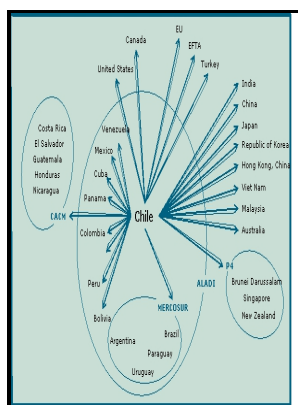 EU
Canada
EFTA
Turkey
United States
India
China
Japan
Republic of Korea
Hong Kong, China
Viet Nam
Malaysia
Australia
Costa Rica
El Salvador
Guatemala
Honduras
Nicaragua
CACM
Venezuela
Mexico
Cuba
Panama
Chile
Colombia
Peru
Bolivia
MERCOSUR
ALADI
P4
Brunei Darussalam
Singapore
New Zealand
Argentina
Brazil
Paraguay
Uruguay